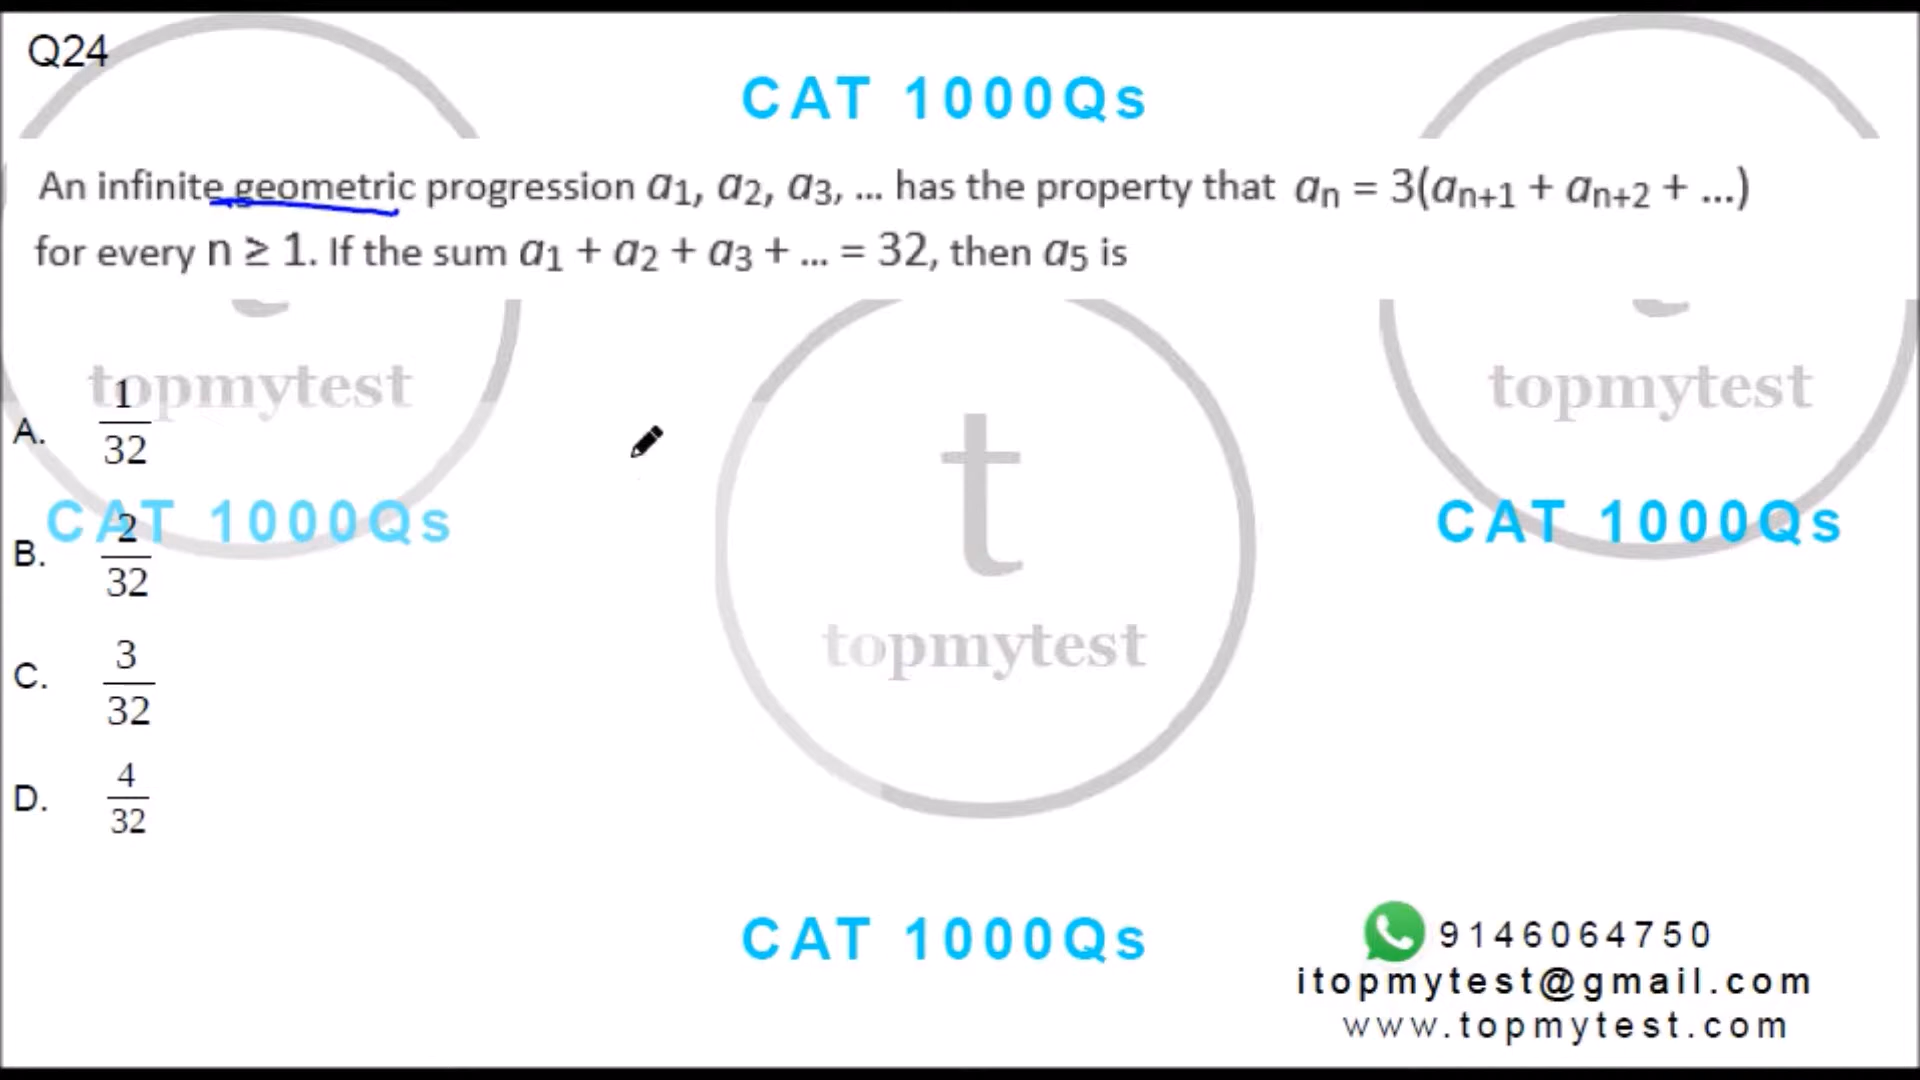 Q24
CAT 1000Qs
An infinite geometric progression a1, a2, a3, ... has the property that an = 3(an+1 + an+2 + ...)
for every n ≥ 1. If the sum a1 + a2 + a3 + ... = 32, then a5 is
topmytest
topmytest
A. 1/32
t
CAT 1000Qs
CAT 1000Qs
B. 2/32
topmytest
C. 3/32
D. 4/32
CAT 1000Qs
9146064750
itopmytest@gmail.com
www.topmytest.com